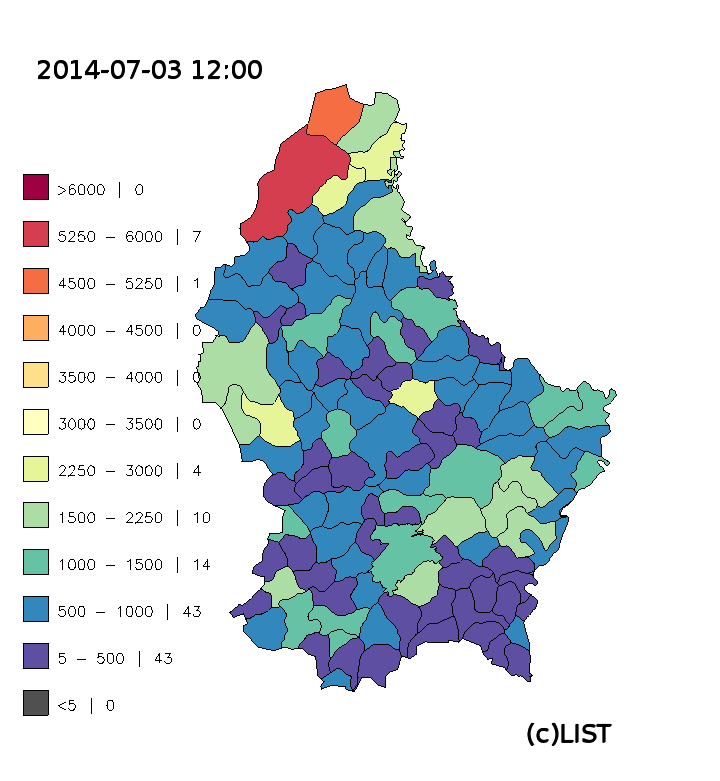 2014-07-03 12:00
>6000 | 0
5250 – 6000 | 7
4500 – 5250 | 1
4000 – 4500 | 0
3500 – 4000 | 0
3000 – 3500 | 0
2250 – 3000 | 4
1500 – 2250 | 10
1000 – 1500 | 14
500 – 1000 | 43
5 – 500 | 43
<5 | 0
(c)LIST